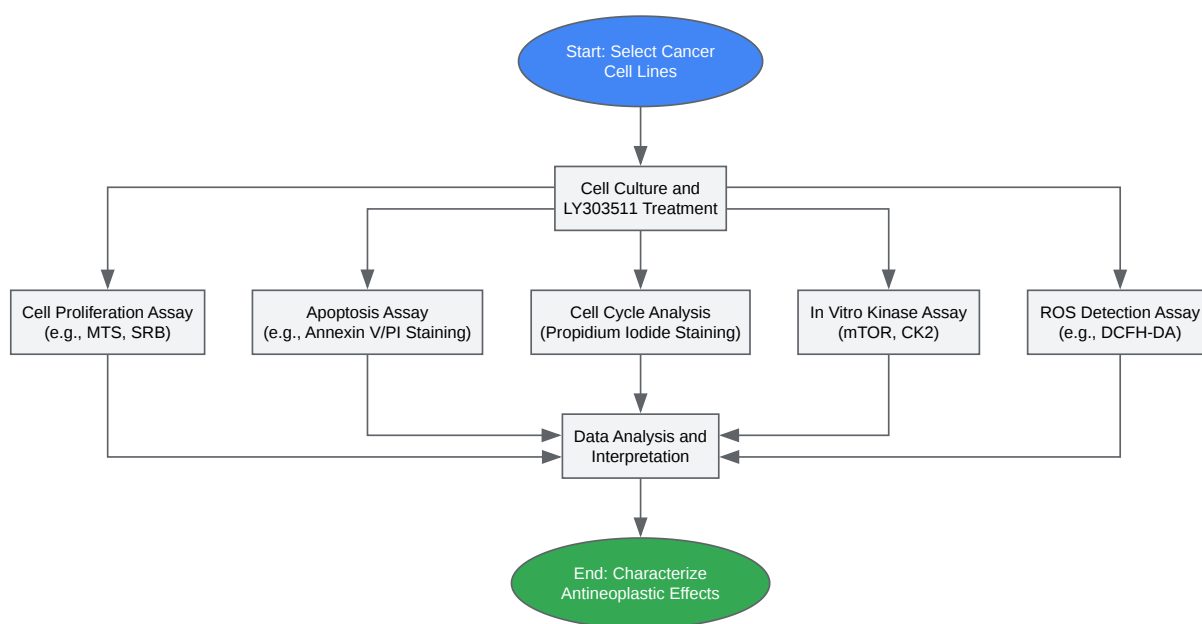 Start: Select Cancer
Cell Lines
Cell Culture and
LY303511 Treatment
Cell Proliferation Assay
(e.g., MTS, SRB)
Apoptosis Assay
(e.g., Annexin V/PI Staining)
Cell Cycle Analysis
(Propidium Iodide Staining)
In Vitro Kinase Assay
(mTOR, CK2)
ROS Detection Assay
(e.g., DCFH-DA)
Data Analysis and
Interpretation
End: Characterize
Antineoplastic Effects